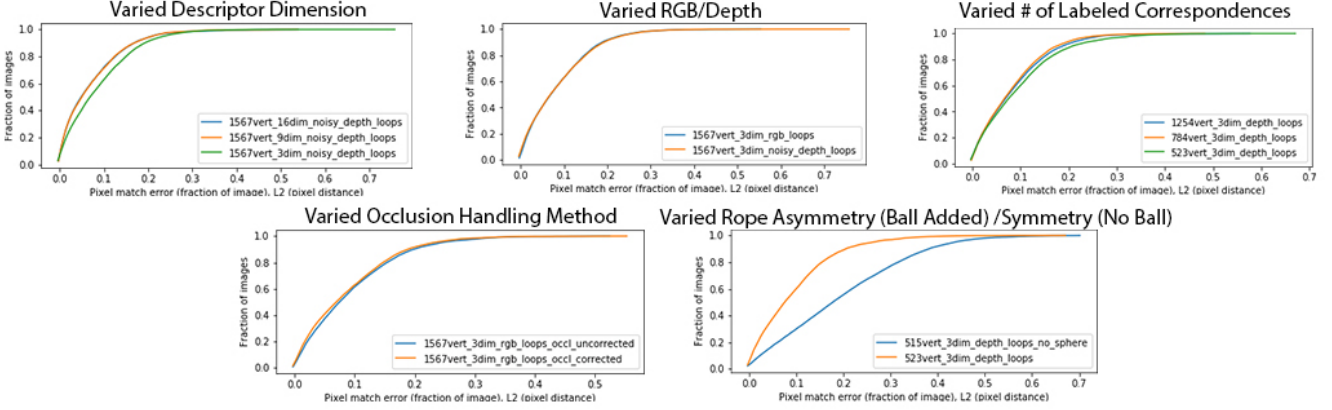 Varied Descriptor Dimension
1.0
0.8
0.6
0.4
0.2
0.0
Fraction of images
1567vert_16dim_noisy_depth_loops
1567vert_9dim_noisy_depth_loops
1567vert_3dim_noisy_depth_loops
0.0 0.1 0.2 0.3 0.4 0.5 0.6 0.7
Pixel match error (fraction of image), L2 (pixel distance)
Varied RGB/Depth
1.0
0.8
0.6
0.4
0.2
0.0
Fraction of images
1567vert_3dim_rgb_loops
1567vert_3dim_noisy_depth_loops
0.0 0.1 0.2 0.3 0.4 0.5 0.6 0.7
Pixel match error (fraction of image), L2 (pixel distance)
Varied # of Labeled Correspondences
1.0
0.8
0.6
0.4
0.2
0.0
Fraction of images
1254vert_3dim_depth_loops
784vert_3dim_depth_loops
523vert_3dim_depth_loops
0.0 0.1 0.2 0.3 0.4 0.5 0.6 0.7
Pixel match error (fraction of image), L2 (pixel distance)
Varied Occlusion Handling Method
1.0
0.8
0.6
0.4
0.2
0.0
Fraction of images
1567vert_3dim_rgb_loops_occl_uncorrected
1567vert_3dim_rgb_loops_occl_corrected
0.0 0.1 0.2 0.3 0.4 0.5
Pixel match error (fraction of image), L2 (pixel distance)
Varied Rope Asymmetry (Ball Added) /Symmetry (No Ball)
1.0
0.8
0.6
0.4
0.2
0.0
Fraction of images
515vert_3dim_depth_loops_no_sphere
523vert_3dim_depth_loops
0.0 0.1 0.2 0.3 0.4 0.5 0.6 0.7
Pixel match error (fraction of image), L2 (pixel distance)